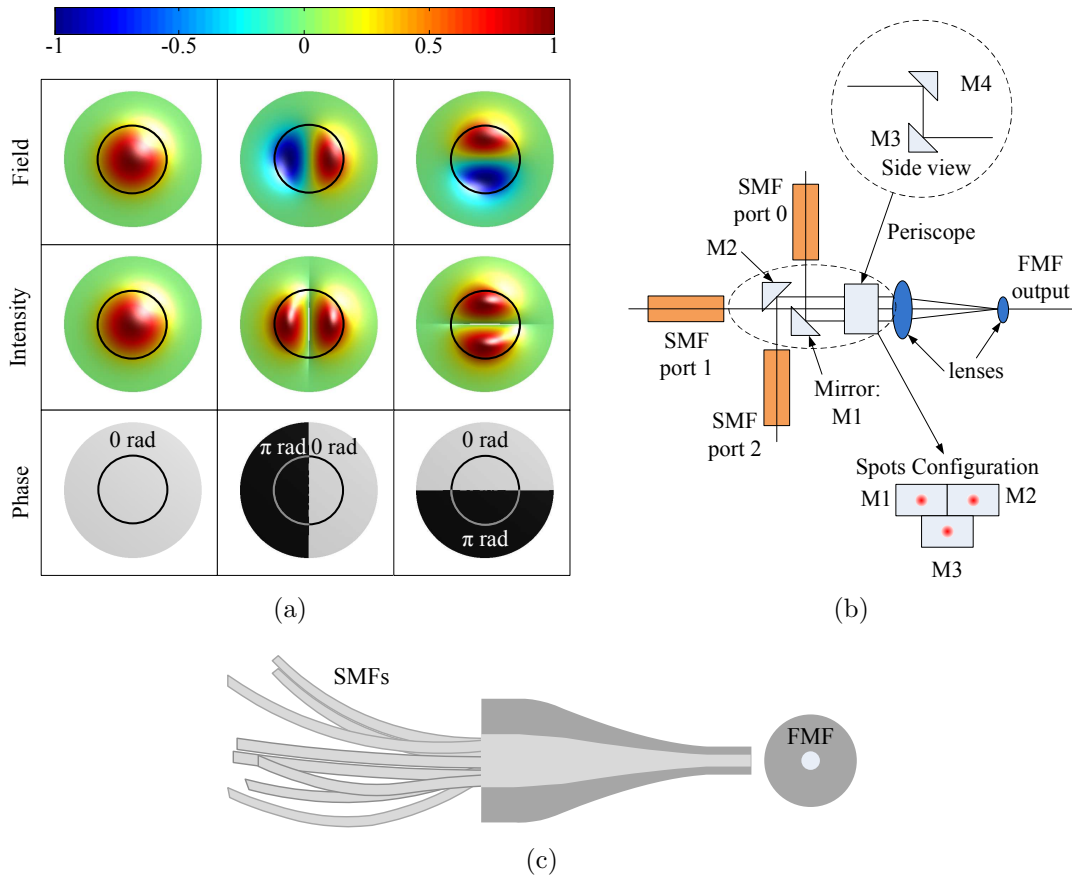 -1 -0.5 0 0.5 1
Field
Intensity
Phase
0 rad
π rad 0 rad
0 rad
π rad
(a)
M4
M3
Side view
SMF
port 0
M2
Periscope
FMF
output
SMF
port 1
lenses
Mirror:
M1
SMF
port 2
Spots Configuration
M1
M2
M3
(b)
SMFs
FMF
(c)